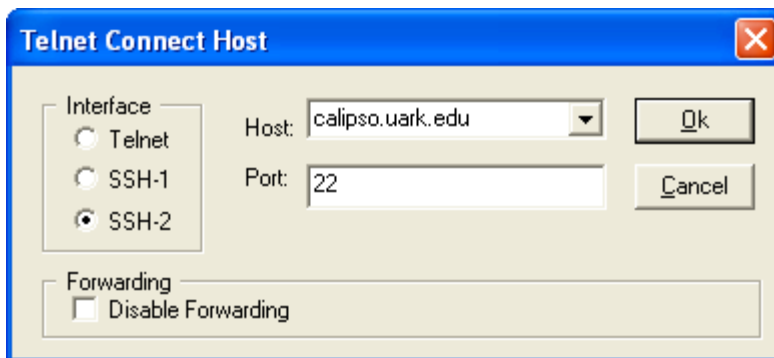 Telnet Connect Host
Interface
Telnet
SSH-1
SSH-2
Host: calipso.uark.edu
Port: 22
Ok
Cancel
Forwarding
Disable Forwarding